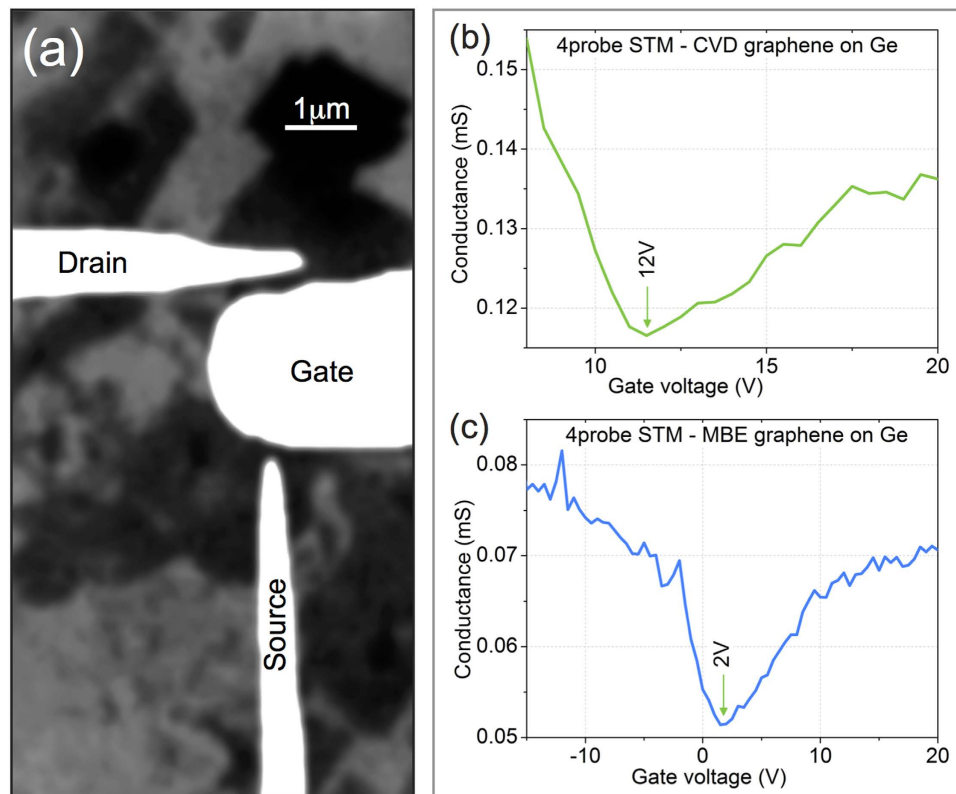 (a)
1μm
Drain
Gate
Source
(b)
4probe STM - CVD graphene on Ge
0.15
0.14
0.13
0.12
Conductance (mS)
12V
10
15
20
Gate voltage (V)
(c)
4probe STM - MBE graphene on Ge
0.08
0.07
0.06
0.05
Conductance (mS)
2V
-10
0
10
20
Gate voltage (V)